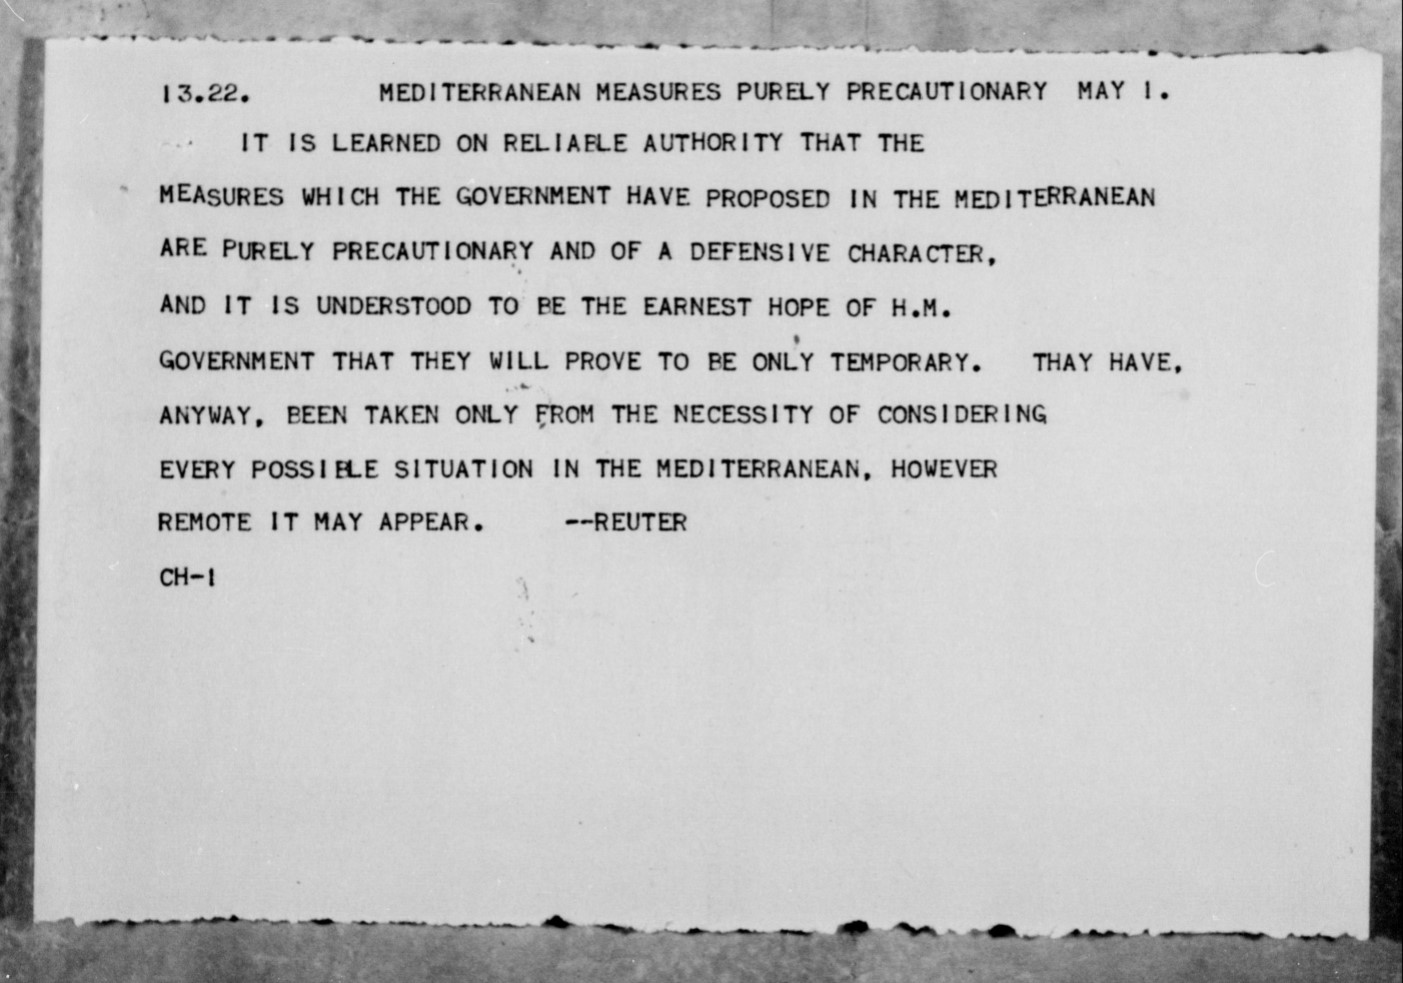 13.22. MEDITERRANEAN MEASURES PURELY PRECAUTIONARY MAY 1.
IT IS LEARNED ON RELIABLE AUTHORITY THAT THE
MEASURES WHICH THE GOVERNMENT HAVE PROPOSED IN THE MEDITERRANEAN
ARE PURELY PRECAUTIONARY AND OF A DEFENSIVE CHARACTER,
AND IT IS UNDERSTOOD TO BE THE EARNEST HOPE OF H.M.
GOVERNMENT THAT THEY WILL PROVE TO BE ONLY TEMPORARY. THAY HAVE,
ANYWAY, BEEN TAKEN ONLY FROM THE NECESSITY OF CONSIDERING
EVERY POSSIBLE SITUATION IN THE MEDITERRANEAN, HOWEVER
REMOTE IT MAY APPEAR. --REUTER
CH-1